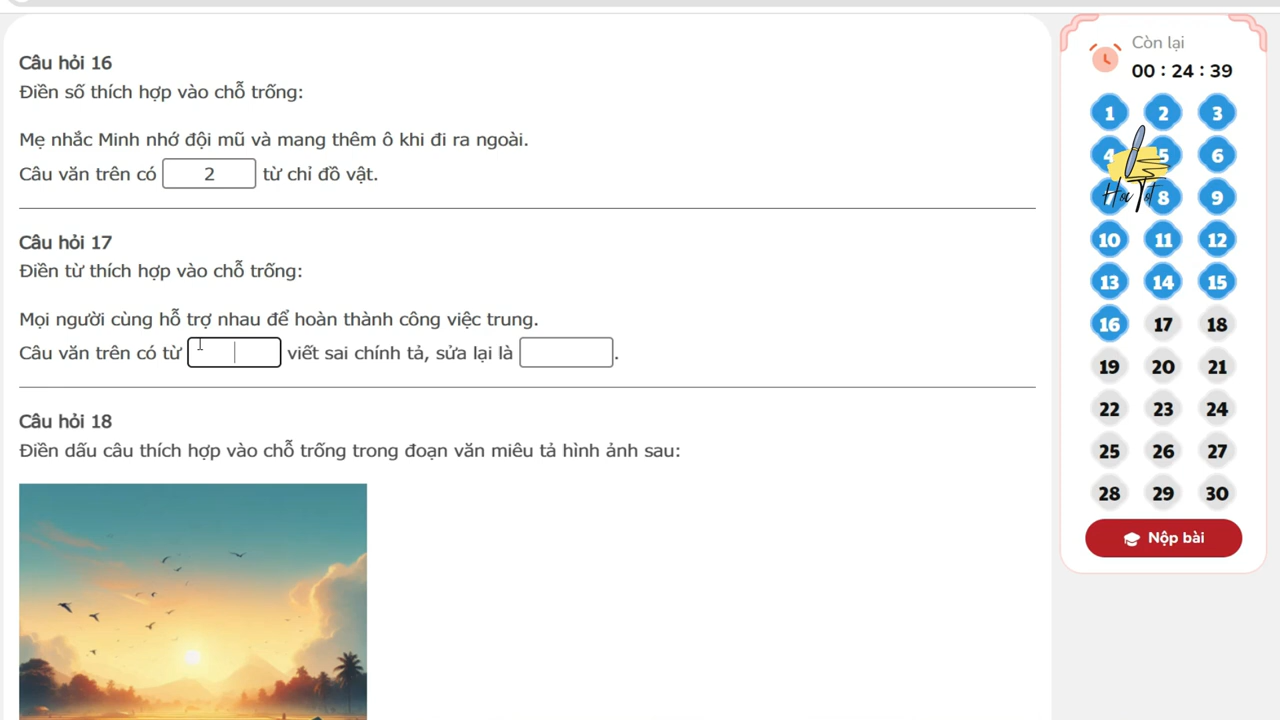 Câu hỏi 16
Điền số thích hợp vào chỗ trống:
Mẹ nhắc Minh nhớ đội mũ và mang thêm ô khi đi ra ngoài.
Câu văn trên có 2 từ chỉ đồ vật.
Câu hỏi 17
Điền từ thích hợp vào chỗ trống:
Mọi người cùng hỗ trợ nhau để hoàn thành công việc trung.
Câu văn trên có từ viết sai chính tả, sửa lại là .
Câu hỏi 18
Điền dấu câu thích hợp vào chỗ trống trong đoạn văn miêu tả hình ảnh sau:
Còn lại
00 : 24 : 39
1 2 3
4 5 6
8 9
Học Tốt
10 11 12
13 14 15
16 17 18
19 20 21
22 23 24
25 26 27
28 29 30
Nộp bài